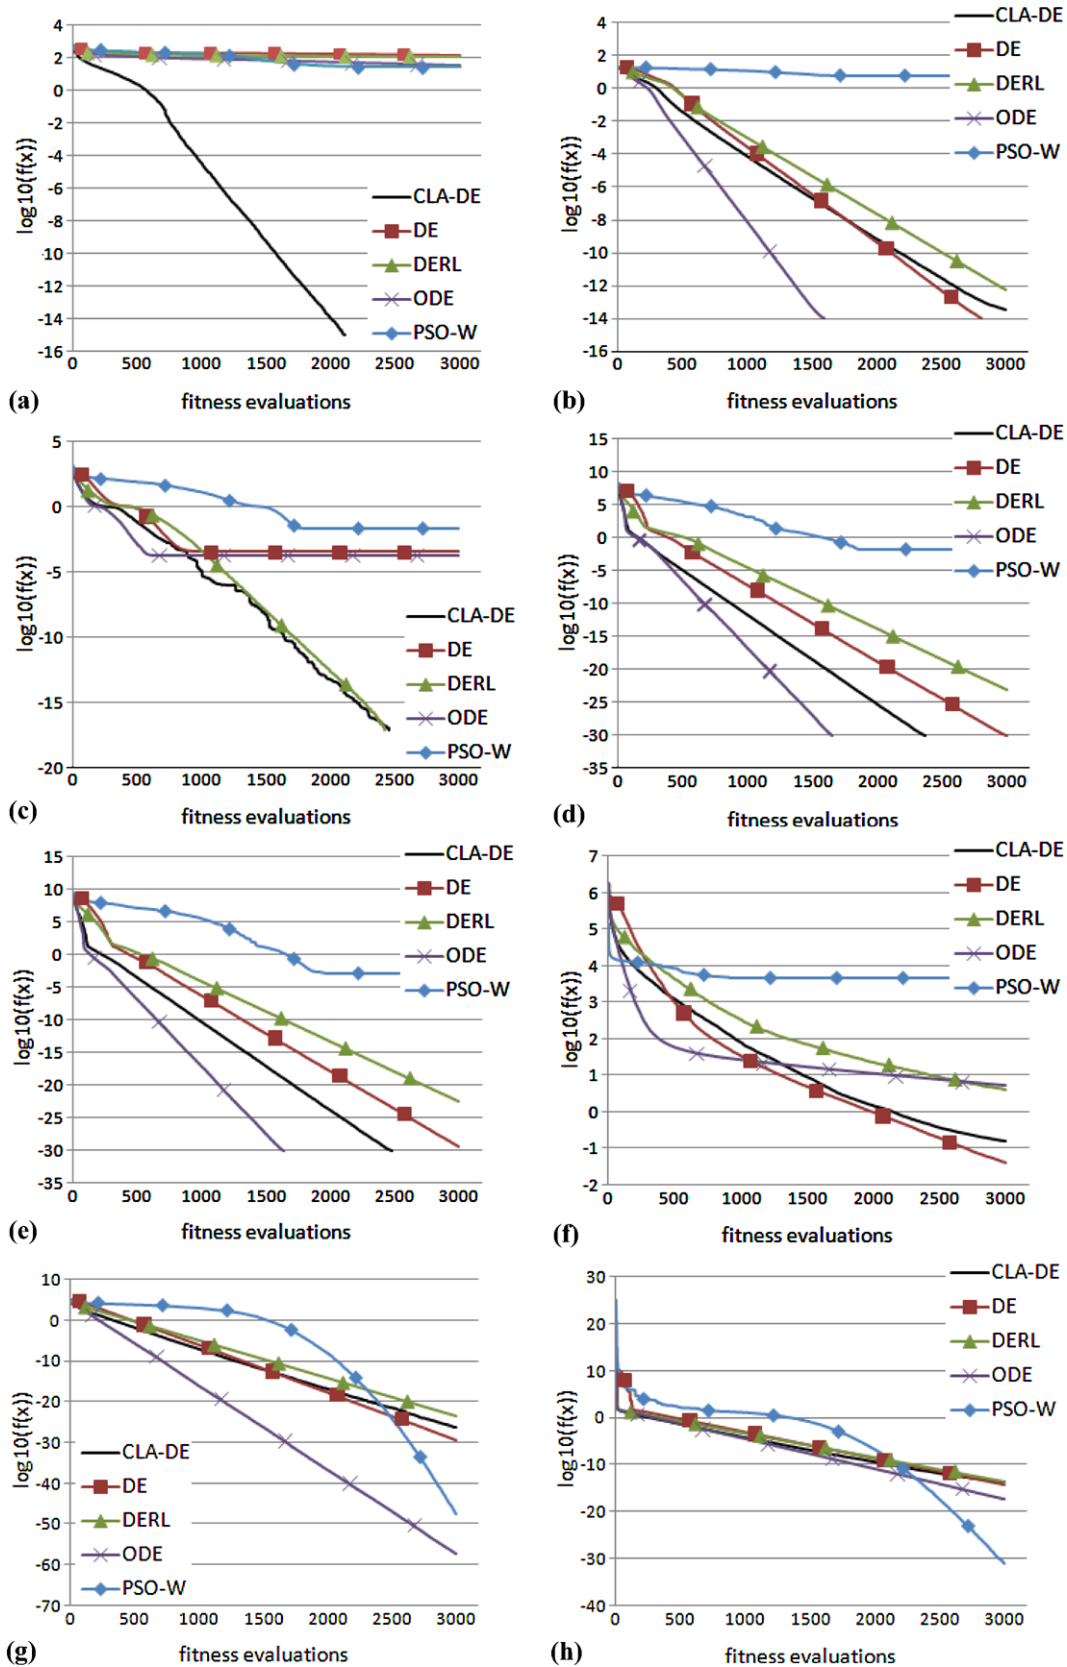 4
2
0
-2
-4
-6
-8
-10
-12
-14
-16
log10(f(x))
0 500 1000 1500 2000 2500 3000
fitness evaluations
CLA-DE
DE
DERL
ODE
PSO-W
(a)
4
2
0
-2
-4
-6
-8
-10
-12
-14
-16
log10(f(x))
0 500 1000 1500 2000 2500 3000
fitness evaluations
CLA-DE
DE
DERL
ODE
PSO-W
(b)
5
0
-5
-10
-15
-20
log10(f(x))
0 500 1000 1500 2000 2500 3000
fitness evaluations
CLA-DE
DE
DERL
ODE
PSO-W
(c)
15
10
5
0
-5
-10
-15
-20
-25
-30
-35
log10(f(x))
0 500 1000 1500 2000 2500 3000
fitness evaluations
CLA-DE
DE
DERL
ODE
PSO-W
(d)
15
10
5
0
-5
-10
-15
-20
-25
-30
-35
log10(f(x))
0 500 1000 1500 2000 2500 3000
fitness evaluations
CLA-DE
DE
DERL
ODE
PSO-W
(e)
7
6
5
4
3
2
1
0
-1
-2
log10(f(x))
0 500 1000 1500 2000 2500 3000
fitness evaluations
CLA-DE
DE
DERL
ODE
PSO-W
(f)
10
0
-10
-20
-30
-40
-50
-60
-70
log10(f(x))
0 500 1000 1500 2000 2500 3000
fitness evaluations
CLA-DE
DE
DERL
ODE
PSO-W
(g)
30
20
10
0
-10
-20
-30
-40
log10(f(x))
0 500 1000 1500 2000 2500 3000
fitness evaluations
CLA-DE
DE
DERL
ODE
PSO-W
(h)